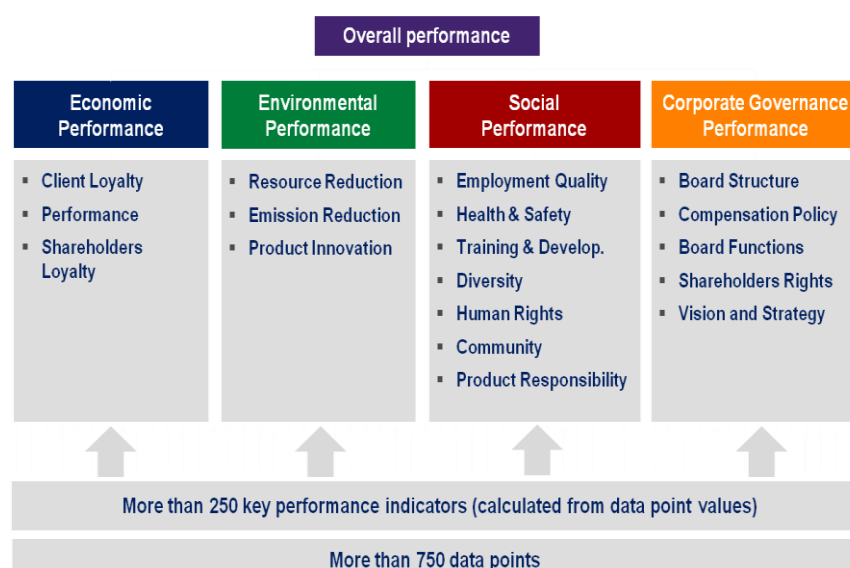 Overall performance
Economic
Performance
Environmental
Performance
Social
Performance
Corporate Governance
Performance
▪ Client Loyalty
▪ Performance
▪ Shareholders
Loyalty
▪ Resource Reduction
▪ Emission Reduction
▪ Product Innovation
▪ Employment Quality
▪ Health & Safety
▪ Training & Develop.
▪ Diversity
▪ Human Rights
▪ Community
▪ Product Responsibility
▪ Board Structure
▪ Compensation Policy
▪ Board Functions
▪ Shareholders Rights
▪ Vision and Strategy
More than 250 key performance indicators (calculated from data point values)
More than 750 data points